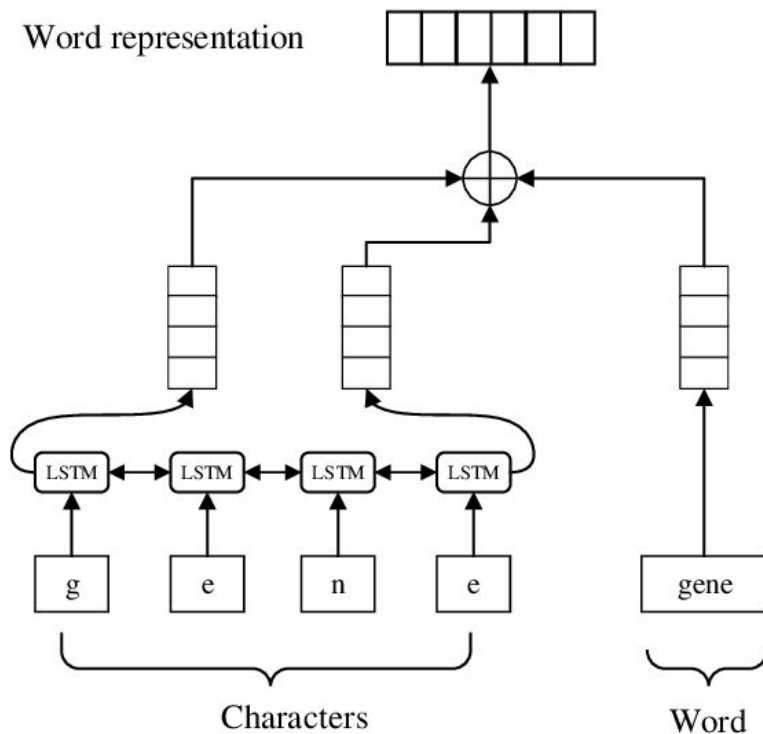 Word representation
LSTM LSTM LSTM LSTM
g e n e gene
Characters Word